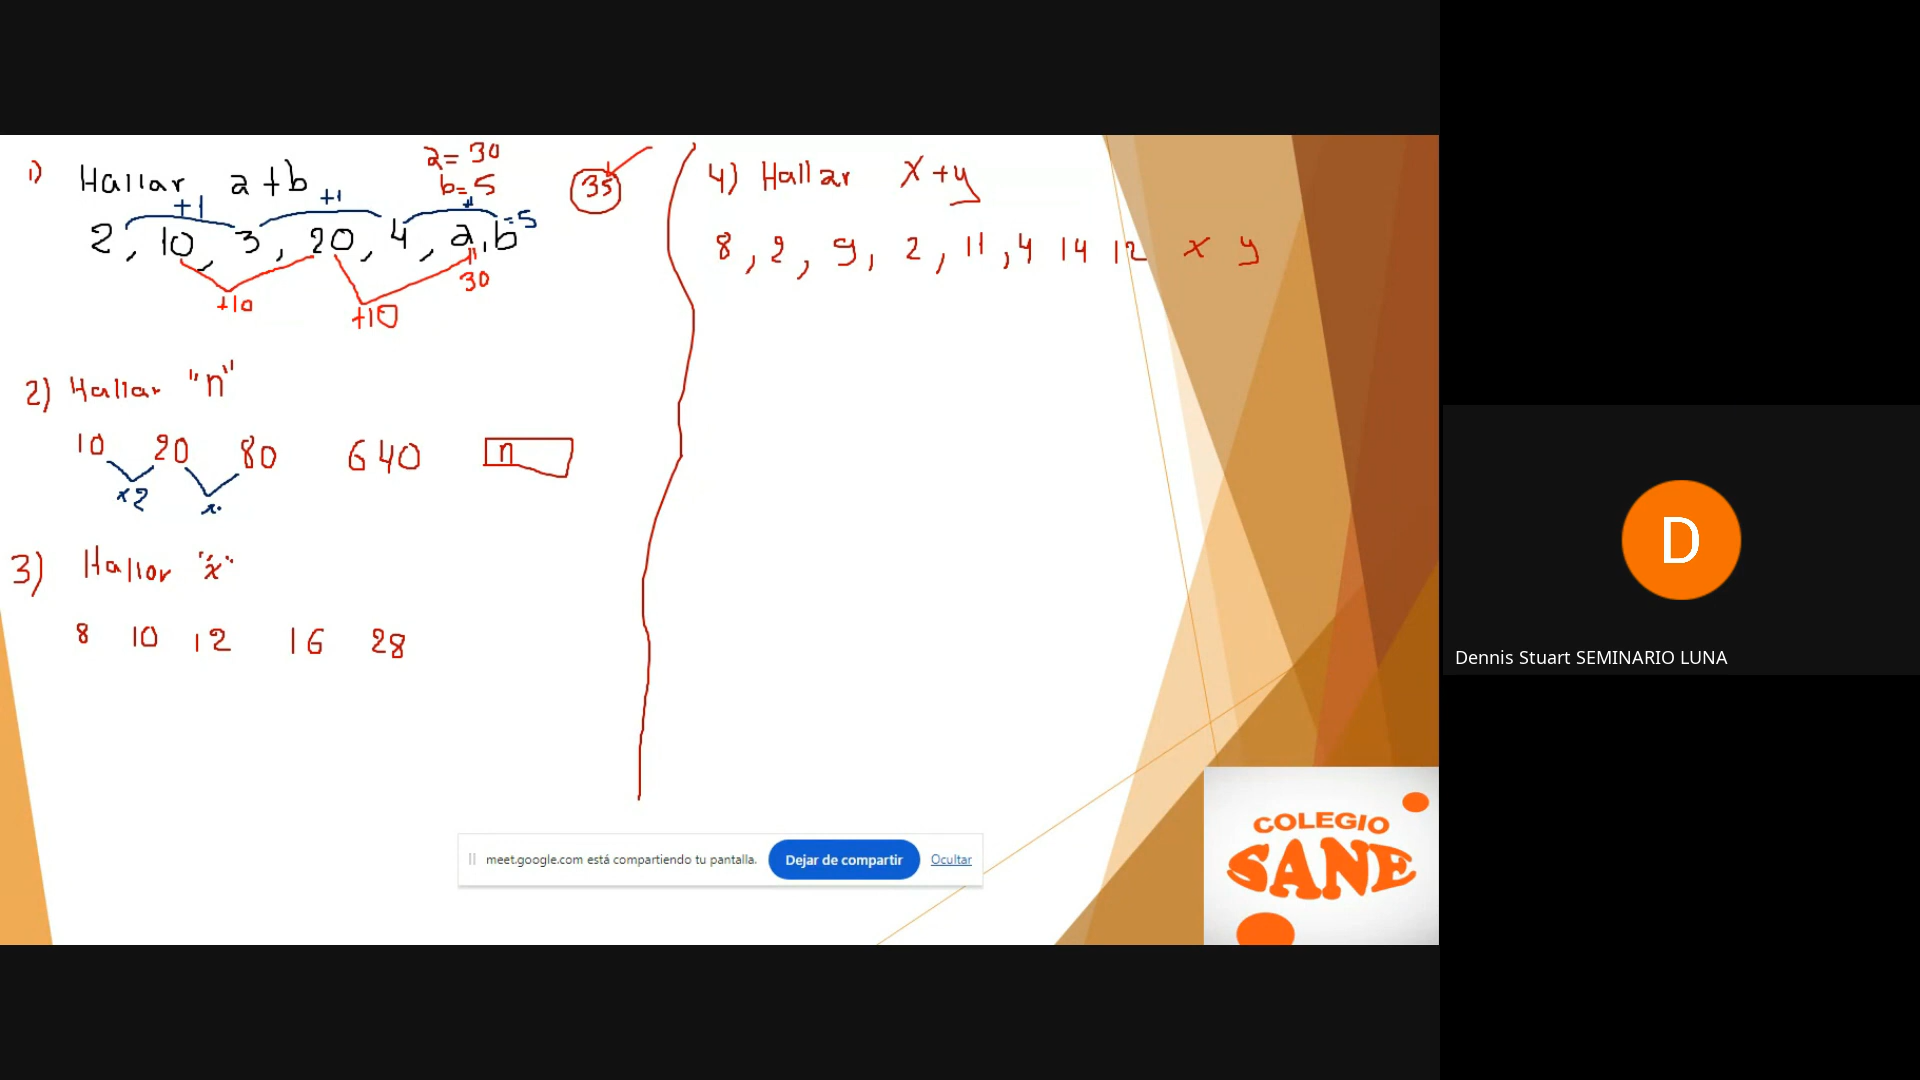 1) Hallar a+b
a= 30
b= 5
35
+1 +1 +1
2, 10, 3, 20, 4, a, b =5
30
+10 +10
2) Hallar "n"
10 20 80 640 n
x2 x
3) Hallar "x"
8 10 12 16 28
4) Hallar x+y
8, 2, 9, 2, 11, 4 14 12 x y
meet.google.com está compartiendo tu pantalla. Dejar de compartir Ocultar
COLEGIO
SANE
D
Dennis Stuart SEMINARIO LUNA